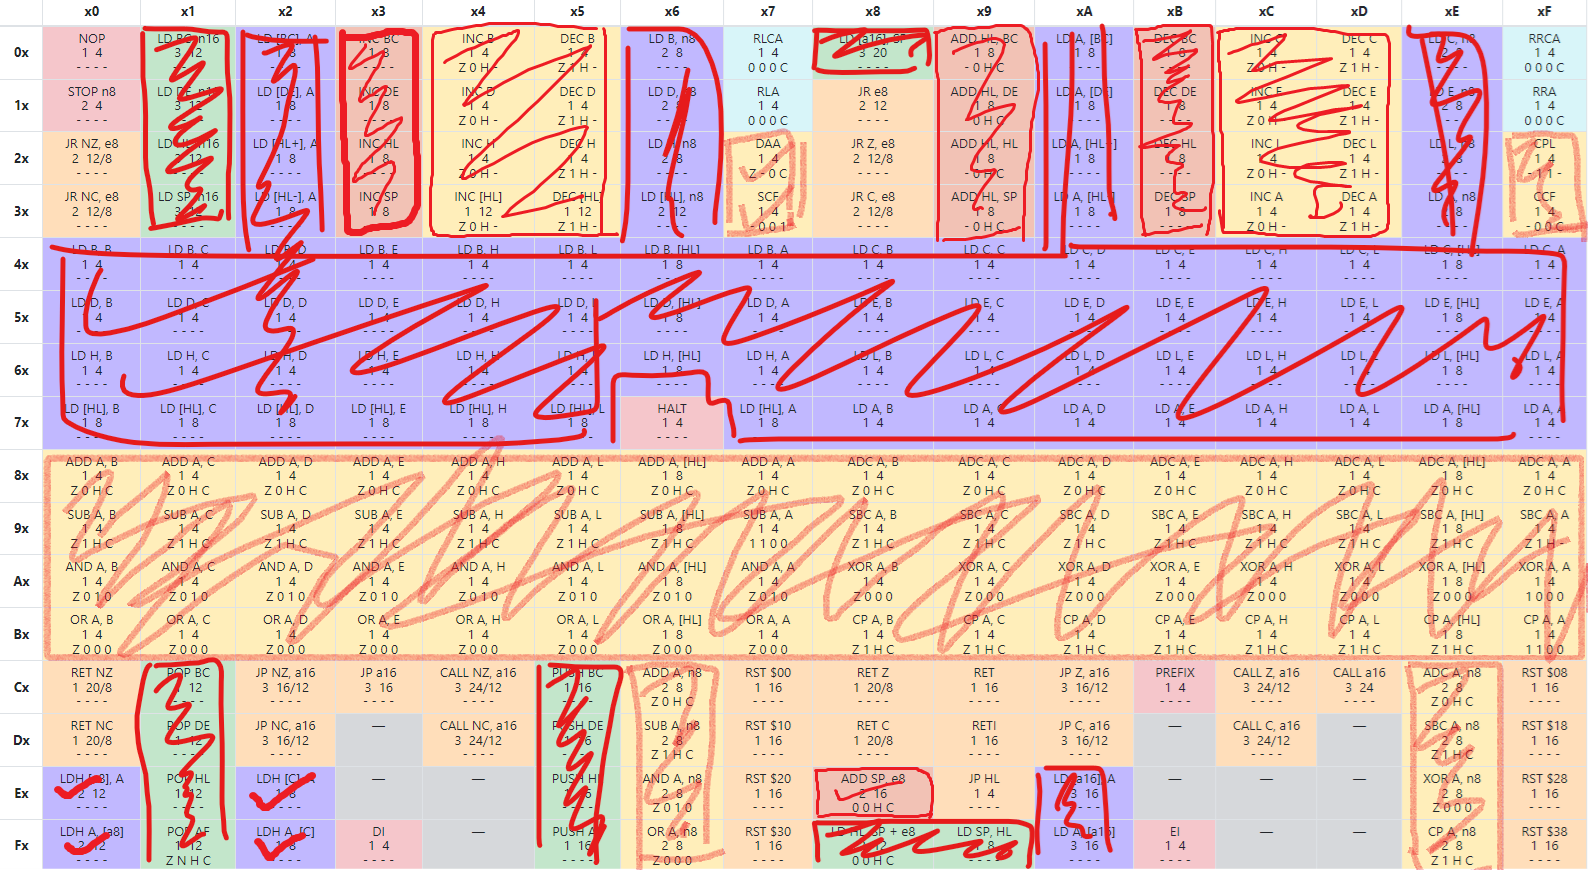 x0 x1 x2 x3 x4 x5 x6 x7 x8 x9 xA xB xC xD xE xF
0x NOP LD BC, n16 LD [BC], A INC BC INC B DEC B LD B, n8 RLCA LD [a16], SP ADD HL, BC LD A, [BC] DEC BC INC C DEC C LD C, n8 RRCA
1 4 3 12 1 8 1 8 1 4 1 4 2 8 1 4 3 20 1 8 1 8 1 8 1 4 1 4 2 8 1 4
- - - - - - - - - - - - - - - - Z 0 H - Z 1 H - - - - - 0 0 0 C - - - - - 0 H C - - - - - - - - Z 0 H - Z 1 H - - - - - 0 0 0 C
1x STOP n8 LD DE, n16 LD [DE], A INC DE INC D DEC D LD D, n8 RLA JR e8 ADD HL, DE LD A, [DE] DEC DE INC E DEC E LD E, n8 RRA
2 4 3 12 1 8 1 8 1 4 1 4 2 8 1 4 2 12 1 8 1 8 1 8 1 4 1 4 2 8 1 4
- - - - - - - - - - - - - - - - Z 0 H - Z 1 H - - - - - 0 0 0 C - - - - - 0 H C - - - - - - - - Z 0 H - Z 1 H - - - - - 0 0 0 C
2x JR NZ, e8 LD HL, n16 LD [HL+], A INC HL INC H DEC H LD H, n8 DAA JR Z, e8 ADD HL, HL LD A, [HL+] DEC HL INC L DEC L LD L, n8 CPL
2 12/8 3 12 1 8 1 8 1 4 1 4 2 8 1 4 2 12/8 1 8 1 8 1 8 1 4 1 4 2 8 1 4
- - - - - - - - - - - - - - - - Z 0 H - Z 1 H - - - - - Z - 0 C - - - - - 0 H C - - - - - - - - Z 0 H - Z 1 H - - - - - - 1 1 -
3x JR NC, e8 LD SP, n16 LD [HL-], A INC SP INC [HL] DEC [HL] LD [HL], n8 SCF JR C, e8 ADD HL, SP LD A, [HL-] DEC SP INC A DEC A LD A, n8 CCF
2 12/8 3 12 1 8 1 8 1 12 1 12 2 12 1 4 2 12/8 1 8 1 8 1 8 1 4 1 4 2 8 1 4
- - - - - - - - - - - - - - - - Z 0 H - Z 1 H - - - - - - 0 0 1 - - - - - 0 H C - - - - - - - - Z 0 H - Z 1 H - - - - - - 0 0 C
4x LD B, B LD B, C LD B, D LD B, E LD B, H LD B, L LD B, [HL] LD B, A LD C, B LD C, C LD C, D LD C, E LD C, H LD C, L LD C, [HL] LD C, A
1 4 1 4 1 4 1 4 1 4 1 4 1 8 1 4 1 4 1 4 1 4 1 4 1 4 1 4 1 8 1 4
- - - - - - - - - - - - - - - - - - - - - - - - - - - - - - - - - - - - - - - - - - - - - - - - - - - - - - - - - - - - - - - -
5x LD D, B LD D, C LD D, D LD D, E LD D, H LD D, L LD D, [HL] LD D, A LD E, B LD E, C LD E, D LD E, E LD E, H LD E, L LD E, [HL] LD E, A
1 4 1 4 1 4 1 4 1 4 1 4 1 8 1 4 1 4 1 4 1 4 1 4 1 4 1 4 1 8 1 4
- - - - - - - - - - - - - - - - - - - - - - - - - - - - - - - - - - - - - - - - - - - - - - - - - - - - - - - - - - - - - - - -
6x LD H, B LD H, C LD H, D LD H, E LD H, H LD H, L LD H, [HL] LD H, A LD L, B LD L, C LD L, D LD L, E LD L, H LD L, L LD L, [HL] LD L, A
1 4 1 4 1 4 1 4 1 4 1 4 1 8 1 4 1 4 1 4 1 4 1 4 1 4 1 4 1 8 1 4
- - - - - - - - - - - - - - - - - - - - - - - - - - - - - - - - - - - - - - - - - - - - - - - - - - - - - - - - - - - - - - - -
7x LD [HL], B LD [HL], C LD [HL], D LD [HL], E LD [HL], H LD [HL], L HALT LD [HL], A LD A, B LD A, C LD A, D LD A, E LD A, H LD A, L LD A, [HL] LD A, A
1 8 1 8 1 8 1 8 1 8 1 8 1 4 1 8 1 4 1 4 1 4 1 4 1 4 1 4 1 8 1 4
- - - - - - - - - - - - - - - - - - - - - - - - - - - - - - - - - - - - - - - - - - - - - - - - - - - - - - - - - - - - - - - -
8x ADD A, B ADD A, C ADD A, D ADD A, E ADD A, H ADD A, L ADD A, [HL] ADD A, A ADC A, B ADC A, C ADC A, D ADC A, E ADC A, H ADC A, L ADC A, [HL] ADC A, A
1 4 1 4 1 4 1 4 1 4 1 4 1 8 1 4 1 4 1 4 1 4 1 4 1 4 1 4 1 8 1 4
Z 0 H C Z 0 H C Z 0 H C Z 0 H C Z 0 H C Z 0 H C Z 0 H C Z 0 H C Z 0 H C Z 0 H C Z 0 H C Z 0 H C Z 0 H C Z 0 H C Z 0 H C Z 0 H C
9x SUB A, B SUB A, C SUB A, D SUB A, E SUB A, H SUB A, L SUB A, [HL] SUB A, A SBC A, B SBC A, C SBC A, D SBC A, E SBC A, H SBC A, L SBC A, [HL] SBC A, A
1 4 1 4 1 4 1 4 1 4 1 4 1 8 1 4 1 4 1 4 1 4 1 4 1 4 1 4 1 8 1 4
Z 1 H C Z 1 H C Z 1 H C Z 1 H C Z 1 H C Z 1 H C Z 1 H C 1 1 0 0 Z 1 H C Z 1 H C Z 1 H C Z 1 H C Z 1 H C Z 1 H C Z 1 H C Z 1 H -
Ax AND A, B AND A, C AND A, D AND A, E AND A, H AND A, L AND A, [HL] AND A, A XOR A, B XOR A, C XOR A, D XOR A, E XOR A, H XOR A, L XOR A, [HL] XOR A, A
1 4 1 4 1 4 1 4 1 4 1 4 1 8 1 4 1 4 1 4 1 4 1 4 1 4 1 4 1 8 1 4
Z 0 1 0 Z 0 1 0 Z 0 1 0 Z 0 1 0 Z 0 1 0 Z 0 1 0 Z 0 1 0 Z 0 1 0 Z 0 0 0 Z 0 0 0 Z 0 0 0 Z 0 0 0 Z 0 0 0 Z 0 0 0 Z 0 0 0 1 0 0 0
Bx OR A, B OR A, C OR A, D OR A, E OR A, H OR A, L OR A, [HL] OR A, A CP A, B CP A, C CP A, D CP A, E CP A, H CP A, L CP A, [HL] CP A, A
1 4 1 4 1 4 1 4 1 4 1 4 1 8 1 4 1 4 1 4 1 4 1 4 1 4 1 4 1 8 1 4
Z 0 0 0 Z 0 0 0 Z 0 0 0 Z 0 0 0 Z 0 0 0 Z 0 0 0 Z 0 0 0 Z 0 0 0 Z 1 H C Z 1 H C Z 1 H C Z 1 H C Z 1 H C Z 1 H C Z 1 H C 1 1 0 0
Cx RET NZ POP BC JP NZ, a16 JP a16 CALL NZ, a16 PUSH BC ADD A, n8 RST $00 RET Z RET JP Z, a16 PREFIX CALL Z, a16 CALL a16 ADC A, n8 RST $08
1 20/8 1 12 3 16/12 3 16 3 24/12 1 16 2 8 1 16 1 20/8 1 16 3 16/12 1 4 3 24/12 3 24 2 8 1 16
- - - - - - - - - - - - - - - - - - - - - - - - Z 0 H C - - - - - - - - - - - - - - - - - - - - - - - - - - - - Z 0 H C - - - -
Dx RET NC POP DE JP NC, a16 — CALL NC, a16 PUSH DE SUB A, n8 RST $10 RET C RETI JP C, a16 — CALL C, a16 — SBC A, n8 RST $18
1 20/8 1 12 3 16/12 3 24/12 1 16 2 8 1 16 1 20/8 1 16 3 16/12 3 24/12 2 8 1 16
- - - - - - - - - - - - - - - - - - - - Z 1 H C - - - - - - - - - - - - - - - - - - - - Z 1 H C - - - -
Ex LDH [a8], A POP HL LDH [C], A — — PUSH HL AND A, n8 RST $20 ADD SP, e8 JP HL LD [a16], A — — — XOR A, n8 RST $28
2 12 1 12 1 8 1 16 2 8 1 16 2 16 1 4 3 16 2 8 1 16
- - - - - - - - - - - - - - - - Z 0 1 0 - - - - 0 0 H C - - - - - - - - Z 0 0 0 - - - -
Fx LDH A, [a8] POP AF LDH A, [C] DI — PUSH AF OR A, n8 RST $30 LD HL, SP + e8 LD SP, HL LD A, [a16] EI — — CP A, n8 RST $38
2 12 1 12 1 8 1 4 1 16 2 8 1 16 2 12 1 8 3 16 1 4 2 8 1 16
- - - - Z N H C - - - - - - - - - - - - Z 0 0 0 - - - - 0 0 H C - - - - - - - - - - - - Z 1 H C - - - -